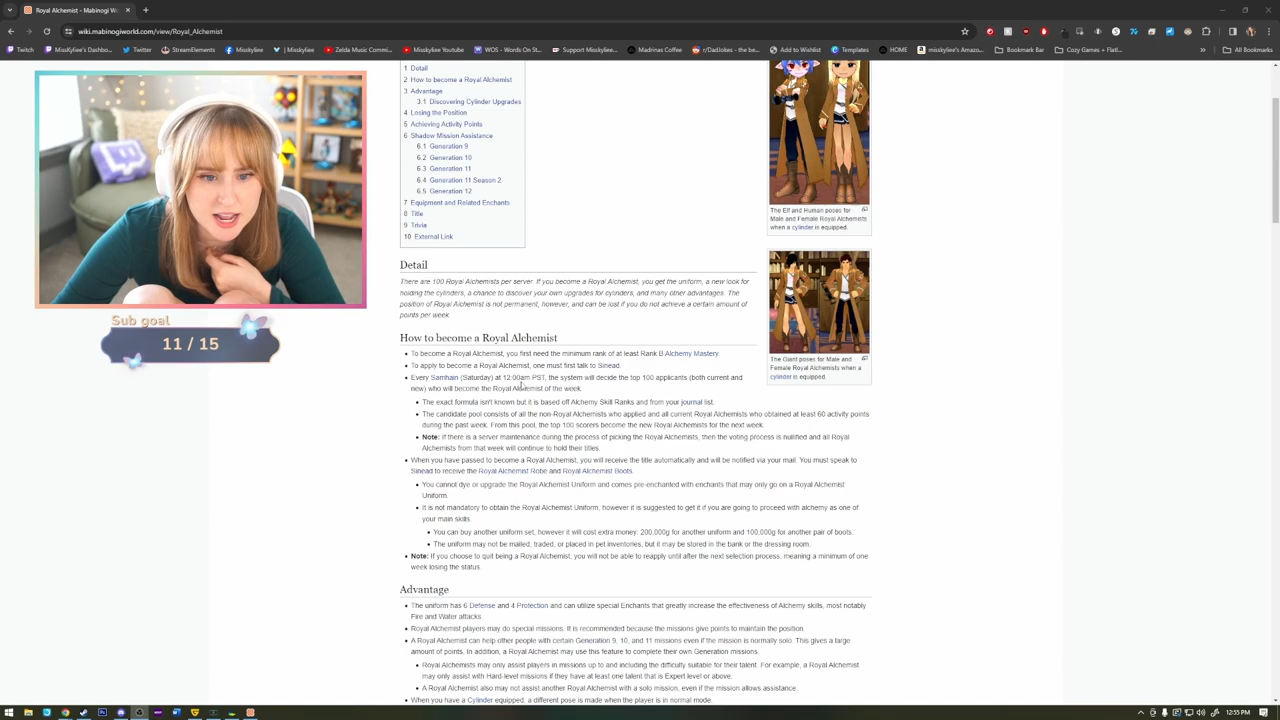 Royal Alchemist - Mabinogi W
wiki.mabinogiworld.com/view/Royal_Alchemist
Twitch
MissKyliee's Dashbo...
Twitter
StreamElements
Misskyliee
| Misskyliee
Zelda Music Commi...
Misskyliee Youtube
WOS - Words On St...
Support Misskyliee...
Madrinas Coffee
r/DadJokes - the be...
Add to Wishlist
Templates
HOME
misskyliee's Amazo...
Bookmark Bar
Cozy Games + Flatl...
All Bookmarks
1 Detail
2 How to become a Royal Alchemist
3 Advantage
3.1 Discovering Cylinder Upgrades
4 Losing the Position
5 Achieving Activity Points
6 Shadow Mission Assistance
6.1 Generation 9
6.2 Generation 10
6.3 Generation 11
6.4 Generation 11 Season 2
6.5 Generation 12
7 Equipment and Related Enchants
8 Title
9 Trivia
10 External Link
The Elf and Human poses for
Male and Female Royal Alchemists
when a cylinder is equipped.
Detail
There are 100 Royal Alchemists per server. If you become a Royal Alchemist, you get the uniform, a new look for
holding the cylinders, a chance to discover your own upgrades for cylinders, and many other advantages. The
position of Royal Alchemist is not permanent, however, and can be lost if you do not achieve a certain amount of
points per week.
The Giant poses for Male and
Female Royal Alchemists when a
cylinder is equipped.
Sub goal
11 / 15
How to become a Royal Alchemist
To become a Royal Alchemist, you first need the minimum rank of at least Rank B Alchemy Mastery.
To apply to become a Royal Alchemist, one must first talk to Sinead.
Every Samhain (Saturday) at 12:00am PST, the system will decide the top 100 applicants (both current and
new) who will become the Royal Alchemist of the week.
The exact formula isn't known but it is based off Alchemy Skill Ranks and from your journal list.
The candidate pool consists of all the non-Royal Alchemists who applied and all current Royal Alchemists who obtained at least 60 activity points
during the past week. From this pool, the top 100 scorers become the new Royal Alchemists for the next week.
Note: If there is a server maintenance during the process of picking the Royal Alchemists, then the voting process is nullified and all Royal
Alchemists from that week will continue to hold their titles.
When you have passed to become a Royal Alchemist, you will receive the title automatically and will be notified via your mail. You must speak to
Sinead to receive the Royal Alchemist Robe and Royal Alchemist Boots.
You cannot dye or upgrade the Royal Alchemist Uniform and comes pre-enchanted with enchants that may only go on a Royal Alchemist
Uniform.
It is not mandatory to obtain the Royal Alchemist Uniform, however it is suggested to get it if you are going to proceed with alchemy as one of
your main skills.
You can buy another uniform set, however it will cost extra money. 200,000g for another uniform and 100,000g for another pair of boots.
The uniform may not be mailed, traded, or placed in pet inventories, but it may be stored in the bank or the dressing room.
Note: If you choose to quit being a Royal Alchemist, you will not be able to reapply until after the next selection process, meaning a minimum of one
week losing the status.
Advantage
The uniform has 6 Defense and 4 Protection and can utilize special Enchants that greatly increase the effectiveness of Alchemy skills, most notably
Fire and Water attacks.
Royal Alchemist players may do special missions. It is recommended because the missions give points to maintain the position.
A Royal Alchemist can help other people with certain Generation 9, 10, and 11 missions even if the mission is normally solo. This gives a large
amount of points. In addition, a Royal Alchemist may use this feature to complete their own Generation missions.
Royal Alchemists may only assist players in missions up to and including the difficulty suitable for their talent. For example, a Royal Alchemist
may only assist with Hard-level missions if they have at least one talent that is Expert level or above.
A Royal Alchemist also may not assist another Royal Alchemist with a solo mission, even if the mission allows assistance.
When you have a Cylinder equipped, a different pose is made when the player is in normal mode.
12:55 PM